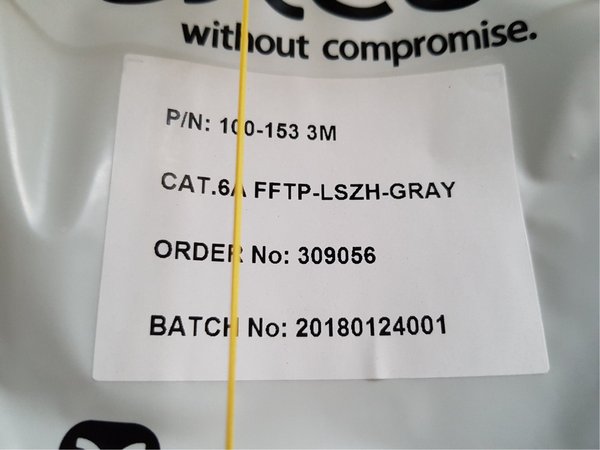 without compromise.
P/N: 100-153 3M
CAT.6A FFTP-LSZH-GRAY
ORDER No: 309056
BATCH No: 20180124001